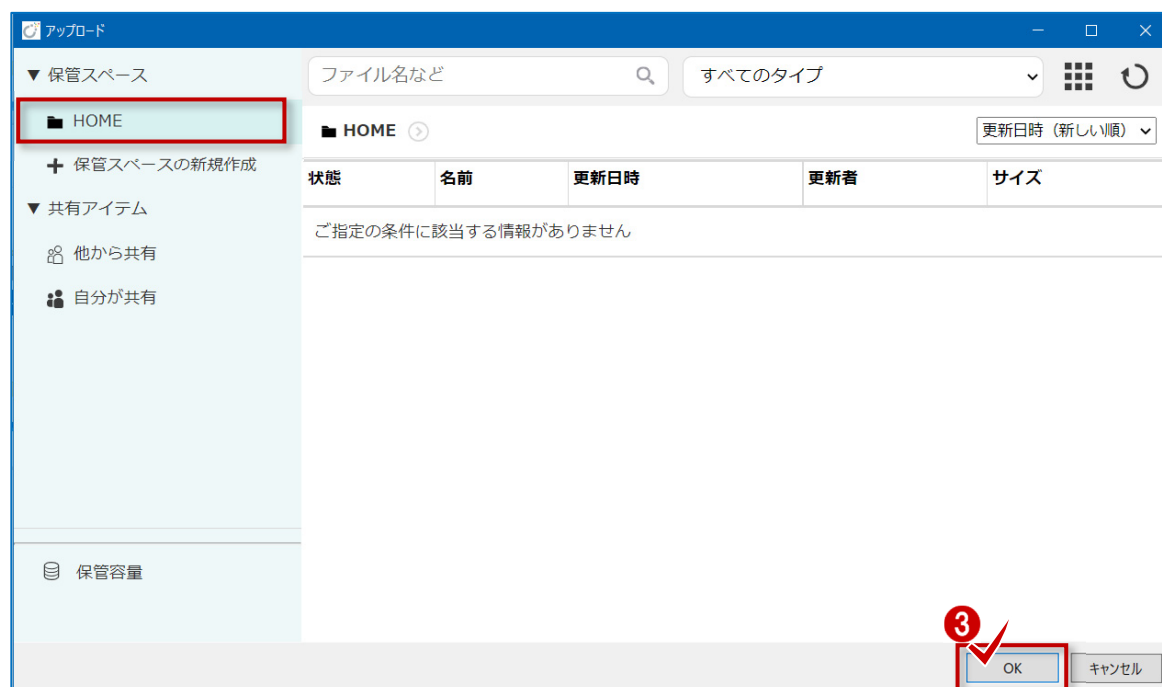 アップロード
▼ 保管スペース
HOME
保管スペースの新規作成
▼ 共有アイテム
他から共有
自分が共有
保管容量
ファイル名など
すべてのタイプ
HOME
更新日時（新しい順）
状態 名前 更新日時 更新者 サイズ
ご指定の条件に該当する情報がありません
3
OK キャンセル